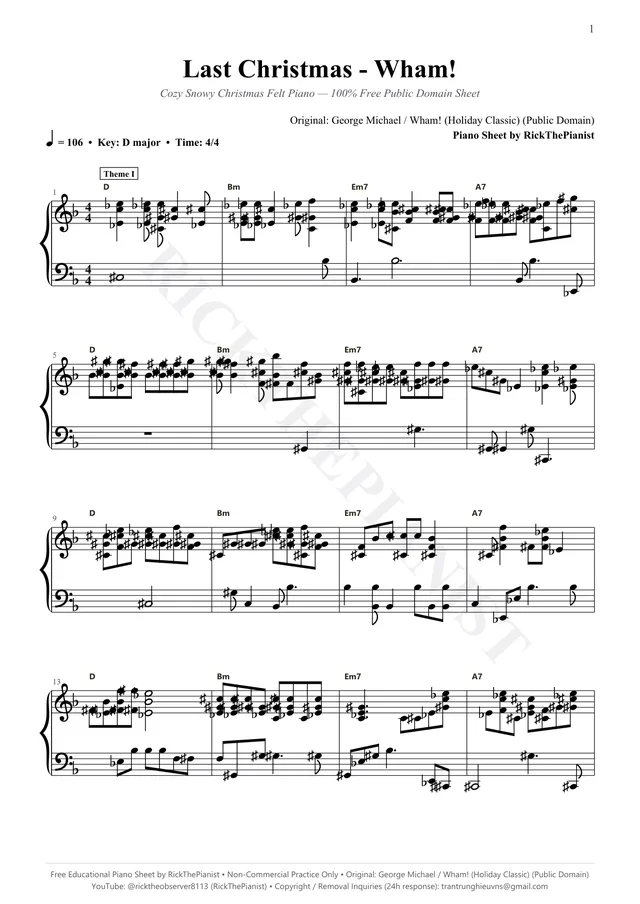 1
Last Christmas - Wham!
Cozy Snowy Christmas Felt Piano — 100% Free Public Domain Sheet
Original: George Michael / Wham! (Holiday Classic) (Public Domain)
Piano Sheet by RickThePianist
♩ = 106 • Key: D major • Time: 4/4
Theme I
D Bm Em7 A7
1
4
4
4
4
5
D Bm Em7 A7
9
D Bm Em7 A7
13
D Bm Em7 A7
RICKTHEPIANIST
Free Educational Piano Sheet by RickThePianist • Non-Commercial Practice Only • Original: George Michael / Wham! (Holiday Classic) (Public Domain)
YouTube: @ricktheobserver8113 (RickThePianist) • Copyright / Removal Inquiries (24h response): trantrunghieuvns@gmail.com